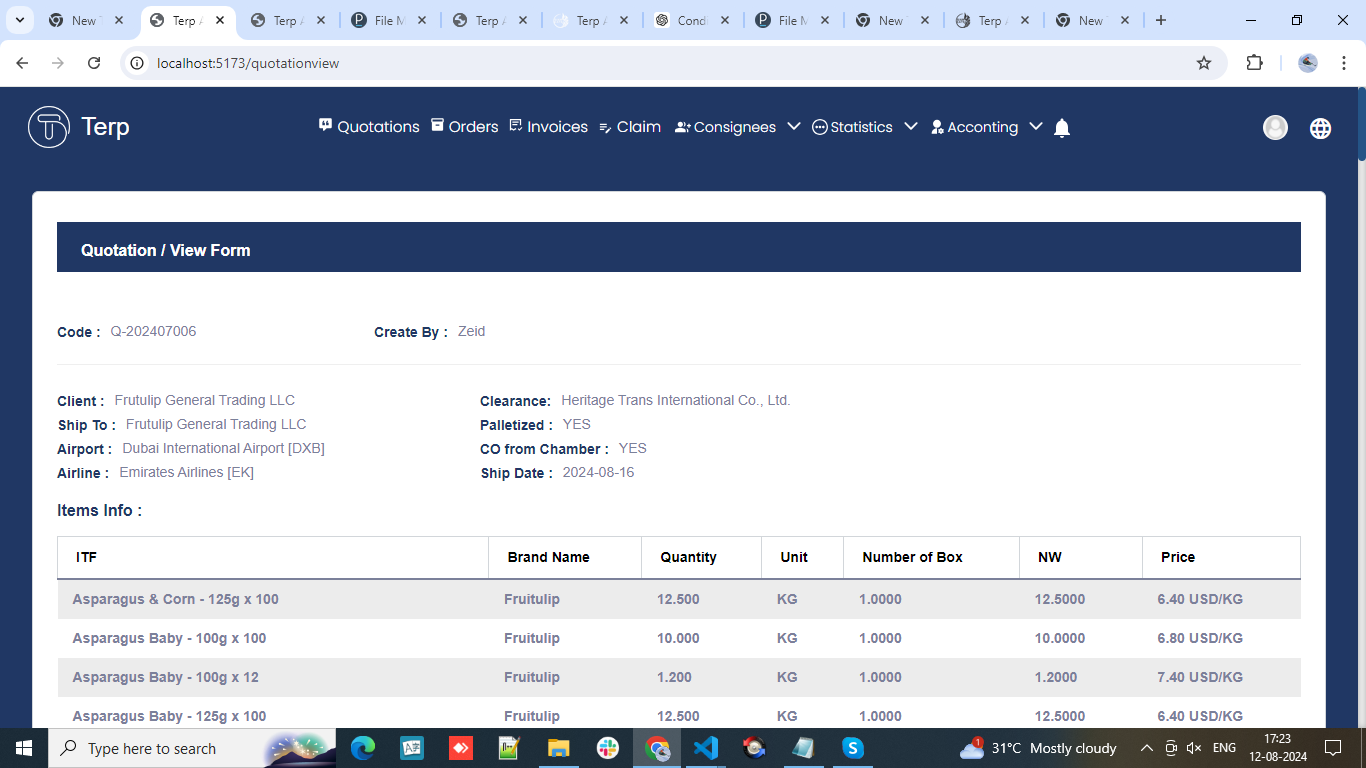 New T
Terp A
Terp A
File M
Terp A
Terp A
Condi
File M
New T
Terp A
New T
localhost:5173/quotationview
Terp
Quotations Orders Invoices Claim Consignees Statistics Acconting
Quotation / View Form
Code : Q-202407006 Create By : Zeid
Client : Frutulip General Trading LLC Clearance: Heritage Trans International Co., Ltd.
Ship To : Frutulip General Trading LLC Palletized : YES
Airport : Dubai International Airport [DXB] CO from Chamber : YES
Airline : Emirates Airlines [EK] Ship Date : 2024-08-16
Items Info :
ITF Brand Name Quantity Unit Number of Box NW Price
Asparagus & Corn - 125g x 100 Fruitulip 12.500 KG 1.0000 12.5000 6.40 USD/KG
Asparagus Baby - 100g x 100 Fruitulip 10.000 KG 1.0000 10.0000 6.80 USD/KG
Asparagus Baby - 100g x 12 Fruitulip 1.200 KG 1.0000 1.2000 7.40 USD/KG
Asparagus Baby - 125g x 100 Fruitulip 12.500 KG 1.0000 12.5000 6.40 USD/KG
Type here to search 1 31°C Mostly cloudy ENG 17:23
12-08-2024